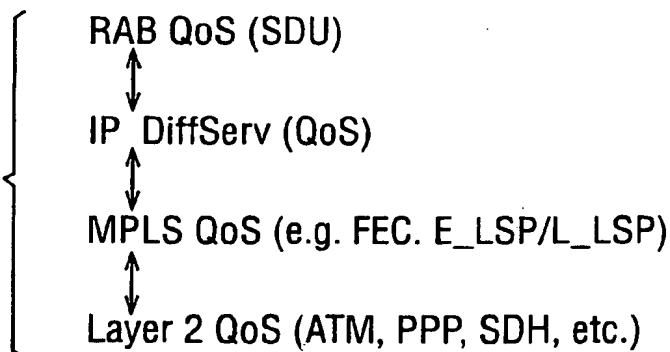 RAB QoS (SDU)
IP DiffServ (QoS)
MPLS QoS (e.g. FEC. E_LSP/L_LSP)
Layer 2 QoS (ATM, PPP, SDH, etc.)